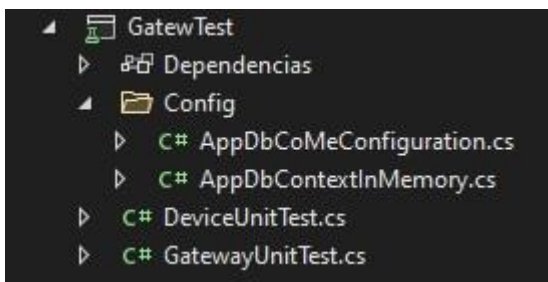 GatewTest
Dependencias
Config
C# AppDbCoMeConfiguration.cs
C# AppDbContextInMemory.cs
C# DeviceUnitTest.cs
C# GatewayUnitTest.cs